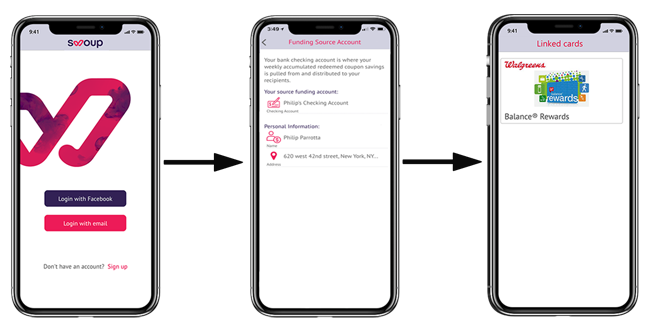 9:41
swoup
Login with Facebook
Login with email
Don't have an account? Sign up
3:49
Funding Source Account
Your bank checking account is where your
weekly accumulated redeemed coupon savings
is pulled from and distributed to your
recipients.
Your source funding account:
Philip's Checking Account
Checking Account
Personal Information:
Philip Parrotta
Name
620 west 42nd street, New York, NY...
Address
9:41
Linked cards
Walgreens
rewards
Balance® Rewards